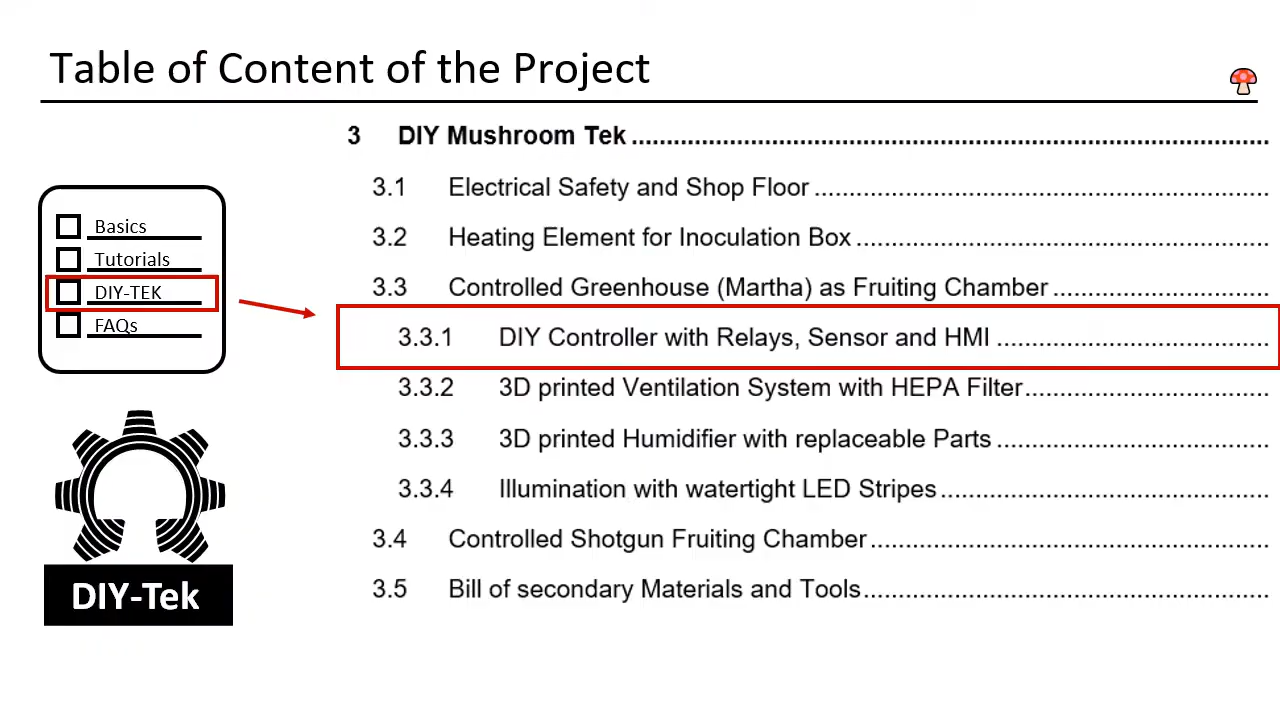 Table of Content of the Project
3 DIY Mushroom Tek
3.1 Electrical Safety and Shop Floor
3.2 Heating Element for Inoculation Box
3.3 Controlled Greenhouse (Martha) as Fruiting Chamber
3.3.1 DIY Controller with Relays, Sensor and HMI
3.3.2 3D printed Ventilation System with HEPA Filter
3.3.3 3D printed Humidifier with replaceable Parts
3.3.4 Illumination with watertight LED Stripes
3.4 Controlled Shotgun Fruiting Chamber
3.5 Bill of secondary Materials and Tools
Basics
Tutorials
DIY-TEK
FAQs
DIY-Tek